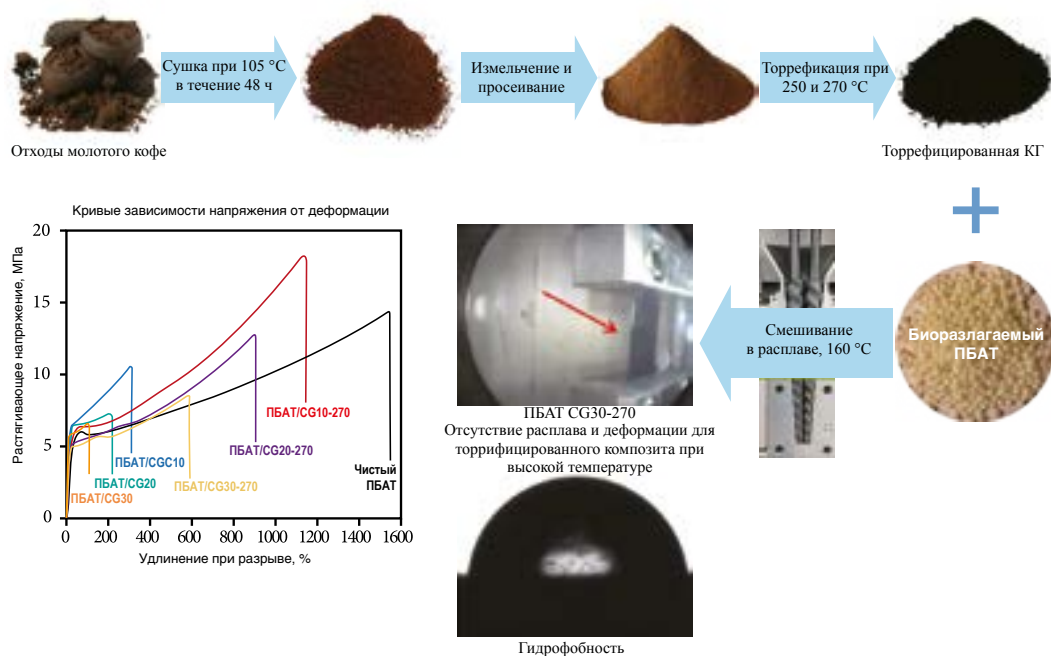 Отходы молотого кофе
Сушка при 105 °C
в течение 48 ч
Измельчение и
просеивание
Торрефикация при
250 и 270 °C
Торрефицированная КГ
Кривые зависимости напряжения от деформации
Растягивающее напряжение, МПа
20
15
10
5
0
ПБАТ/CG10-270
ПБАТ/CG20-270
ПБАТ/CGC10
ПБАТ/CG20
ПБАТ/CG30-270
ПБАТ/CG30
Чистый
ПБАТ
0 200 400 600 800 1000 1200 1400 1600
Удлинение при разрыве, %
Биоразлагаемый
ПБАТ
Смешивание
в расплаве, 160 °C
ПБАТ CG30-270
Отсутствие расплава и деформации для
торрифицированного композита при
высокой температуре
Гидрофобность